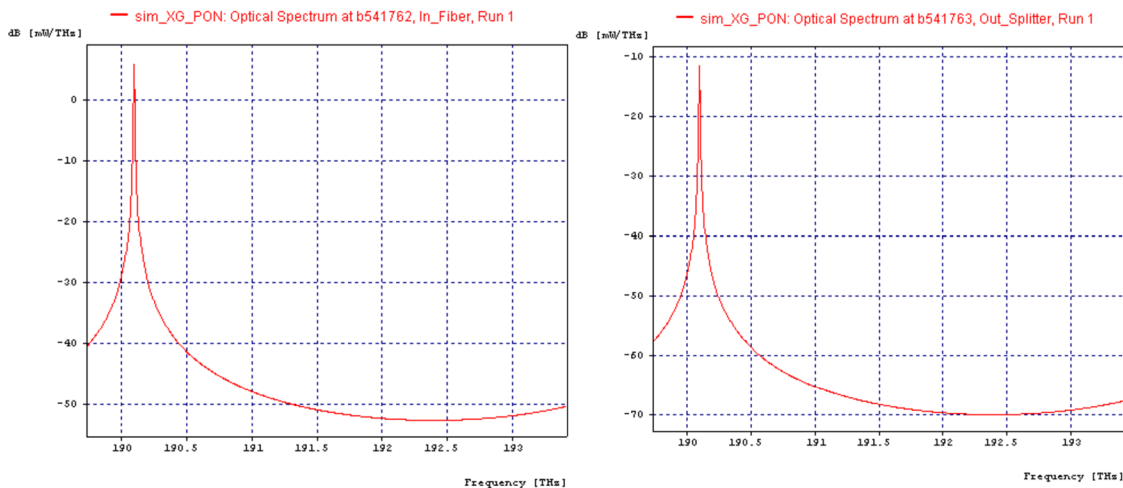 sim_XG_PON: Optical Spectrum at b541762, In_Fiber, Run 1
dB [mW/THz]
0
-10
-20
-30
-40
-50
190 190.5 191 191.5 192 192.5 193
Frequency [THz]
sim_XG_PON: Optical Spectrum at b541763, Out_Splitter, Run 1
dB [mW/THz]
-10
-20
-30
-40
-50
-60
-70
190 190.5 191 191.5 192 192.5 193
Frequency [THz]